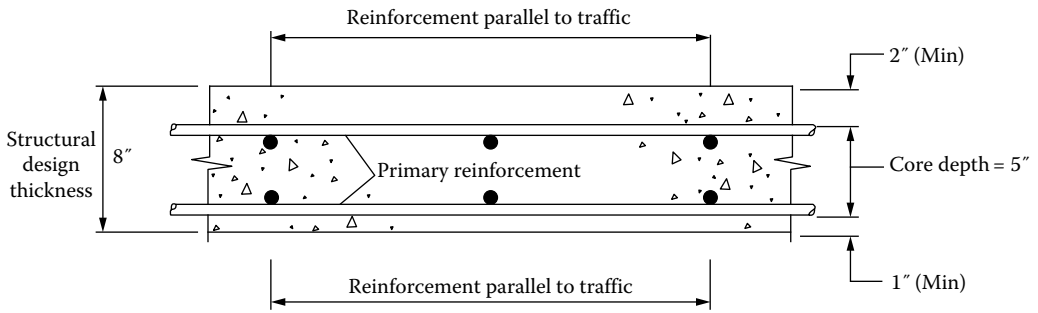 Reinforcement parallel to traffic
2″ (Min)
Structural
design
thickness
8″
Primary reinforcement
Core depth = 5″
Reinforcement parallel to traffic
1″ (Min)